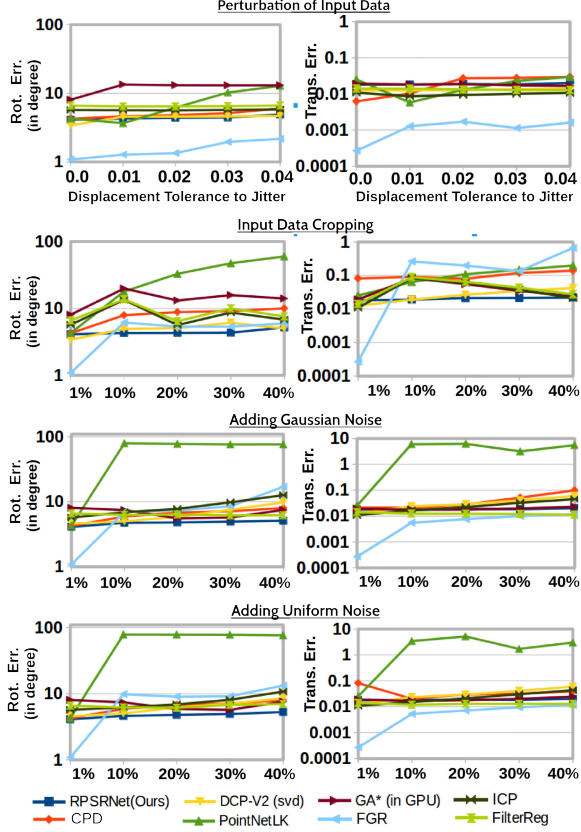 Perturbation of Input Data
Rot. Err.
(in degree)
100
10
1
0.0 0.01 0.02 0.03 0.04
Displacement Tolerance to Jitter
Trans. Err.
1
0.1
0.01
0.001
0.0001
0.0 0.01 0.02 0.03 0.04
Displacement Tolerance to Jitter
Input Data Cropping
Rot. Err.
(in degree)
100
10
1
1% 10% 20% 30% 40%
Trans. Err.
1
0.1
0.01
0.001
0.0001
1% 10% 20% 30% 40%
Adding Gaussian Noise
Rot. Err.
(in degree)
100
10
1
1% 10% 20% 30% 40%
Trans. Err.
10
1
0.1
0.01
0.001
0.0001
1% 10% 20% 30% 40%
Adding Uniform Noise
Rot. Err.
(in degree)
100
10
1
1% 10% 20% 30% 40%
Trans. Err.
10
1
0.1
0.01
0.001
0.0001
1% 10% 20% 30% 40%
RPSRNet(Ours) DCP-V2 (svd) GA* (in GPU) ICP
CPD PointNetLK FGR FilterReg